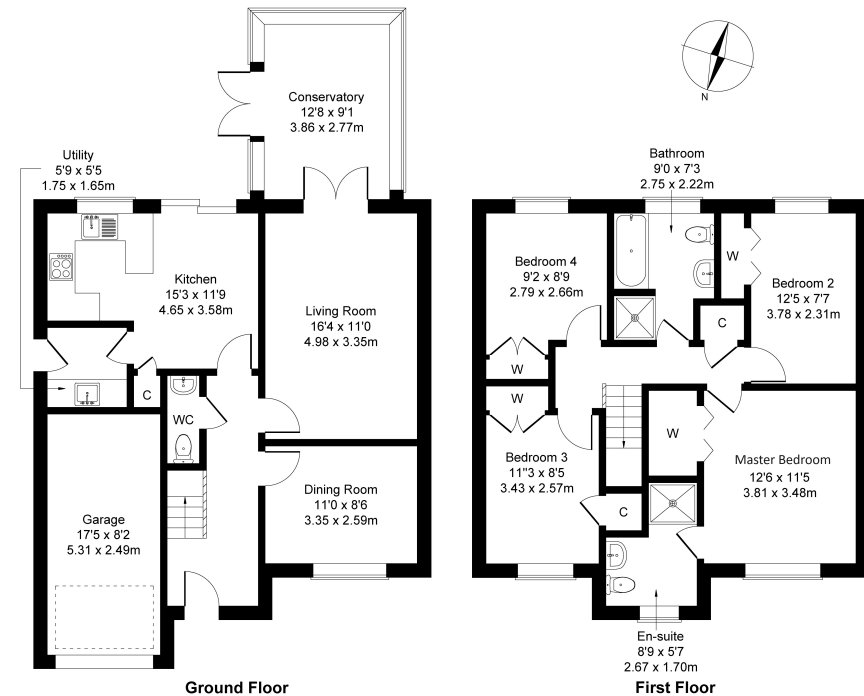 Conservatory
12'8 x 9'1
3.86 x 2.77m
N
Utility
5'9 x 5'5
1.75 x 1.65m
Kitchen
15'3 x 11'9
4.65 x 3.58m
Living Room
16'4 x 11'0
4.98 x 3.35m
C
WC
Dining Room
11'0 x 8'6
3.35 x 2.59m
Garage
17'5 x 8'2
5.31 x 2.49m
Ground Floor
Bathroom
9'0 x 7'3
2.75 x 2.22m
Bedroom 4
9'2 x 8'9
2.79 x 2.66m
W
Bedroom 2
12'5 x 7'7
3.78 x 2.31m
C
W
W
W
Master Bedroom
12'6 x 11'5
3.81 x 3.48m
Bedroom 3
11"3 x 8'5
3.43 x 2.57m
C
En-suite
8'9 x 5'7
2.67 x 1.70m
First Floor